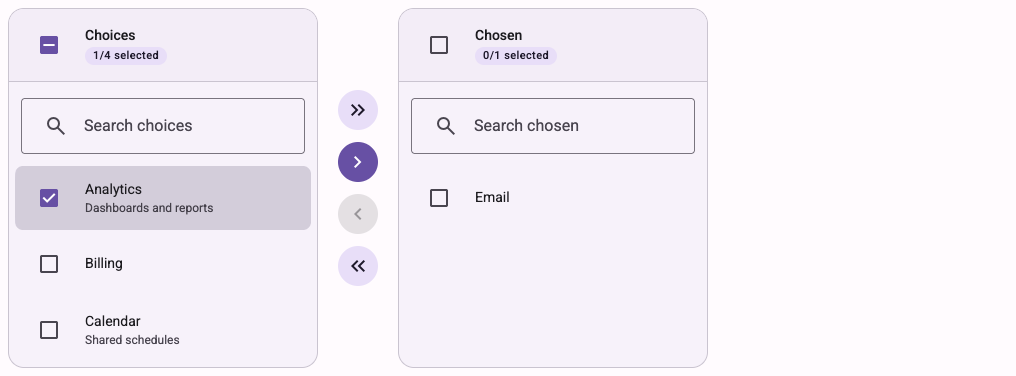 Choices
1/4 selected
Search choices
Analytics
Dashboards and reports
Billing
Calendar
Shared schedules
Chosen
0/1 selected
Search chosen
Email